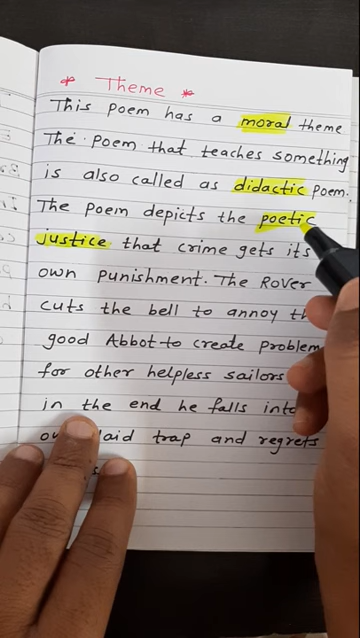 * Theme *
This poem has a moral theme
The poem that teaches something
is also called as didactic poem.
The poem depicts the poetic
justice that crime gets its
own punishment. The Rover
cuts the bell to annoy th
good Abbot to create problem
for other helpless sailors
in the end he falls into
laid trap and regrets